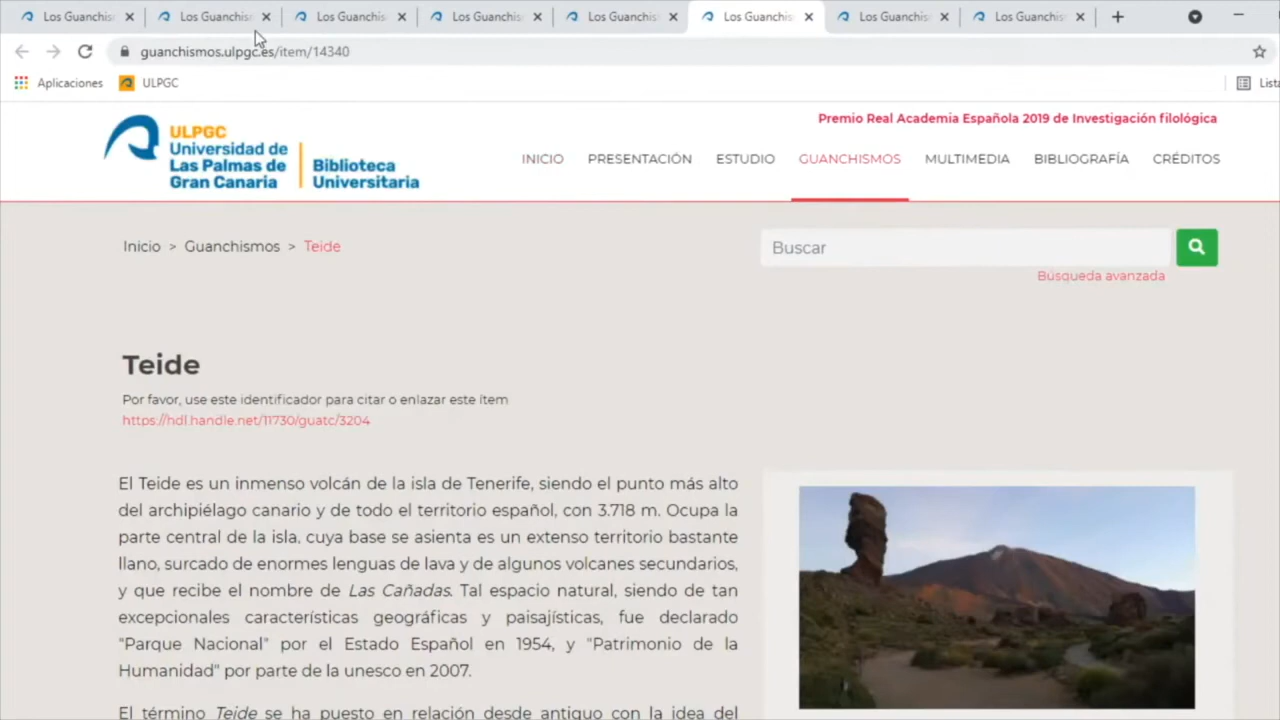 Los Guanchis
Los Guanchis
Los Guanchis
Los Guanchis
Los Guanchis
Los Guanchis
Los Guanchis
Los Guanchis
guanchismos.ulpgc.es/item/14340
Aplicaciones
ULPGC
Lista
Premio Real Academia Española 2019 de Investigación filológica
ULPGC
Universidad de
Las Palmas de
Gran Canaria
Biblioteca
Universitaria
INICIO PRESENTACIÓN ESTUDIO GUANCHISMOS MULTIMEDIA BIBLIOGRAFÍA CRÉDITOS
Inicio > Guanchismos > Teide
Buscar
Búsqueda avanzada
Teide
Por favor, use este identificador para citar o enlazar este ítem
https://hdl.handle.net/11730/guatc/3204
El Teide es un inmenso volcán de la isla de Tenerife, siendo el punto más alto
del archipiélago canario y de todo el territorio español, con 3.718 m. Ocupa la
parte central de la isla, cuya base se asienta es un extenso territorio bastante
llano, surcado de enormes lenguas de lava y de algunos volcanes secundarios,
y que recibe el nombre de Las Cañadas. Tal espacio natural, siendo de tan
excepcionales características geográficas y paisajísticas, fue declarado
"Parque Nacional" por el Estado Español en 1954, y "Patrimonio de la
Humanidad" por parte de la unesco en 2007.
El término Teide se ha puesto en relación desde antiguo con la idea del